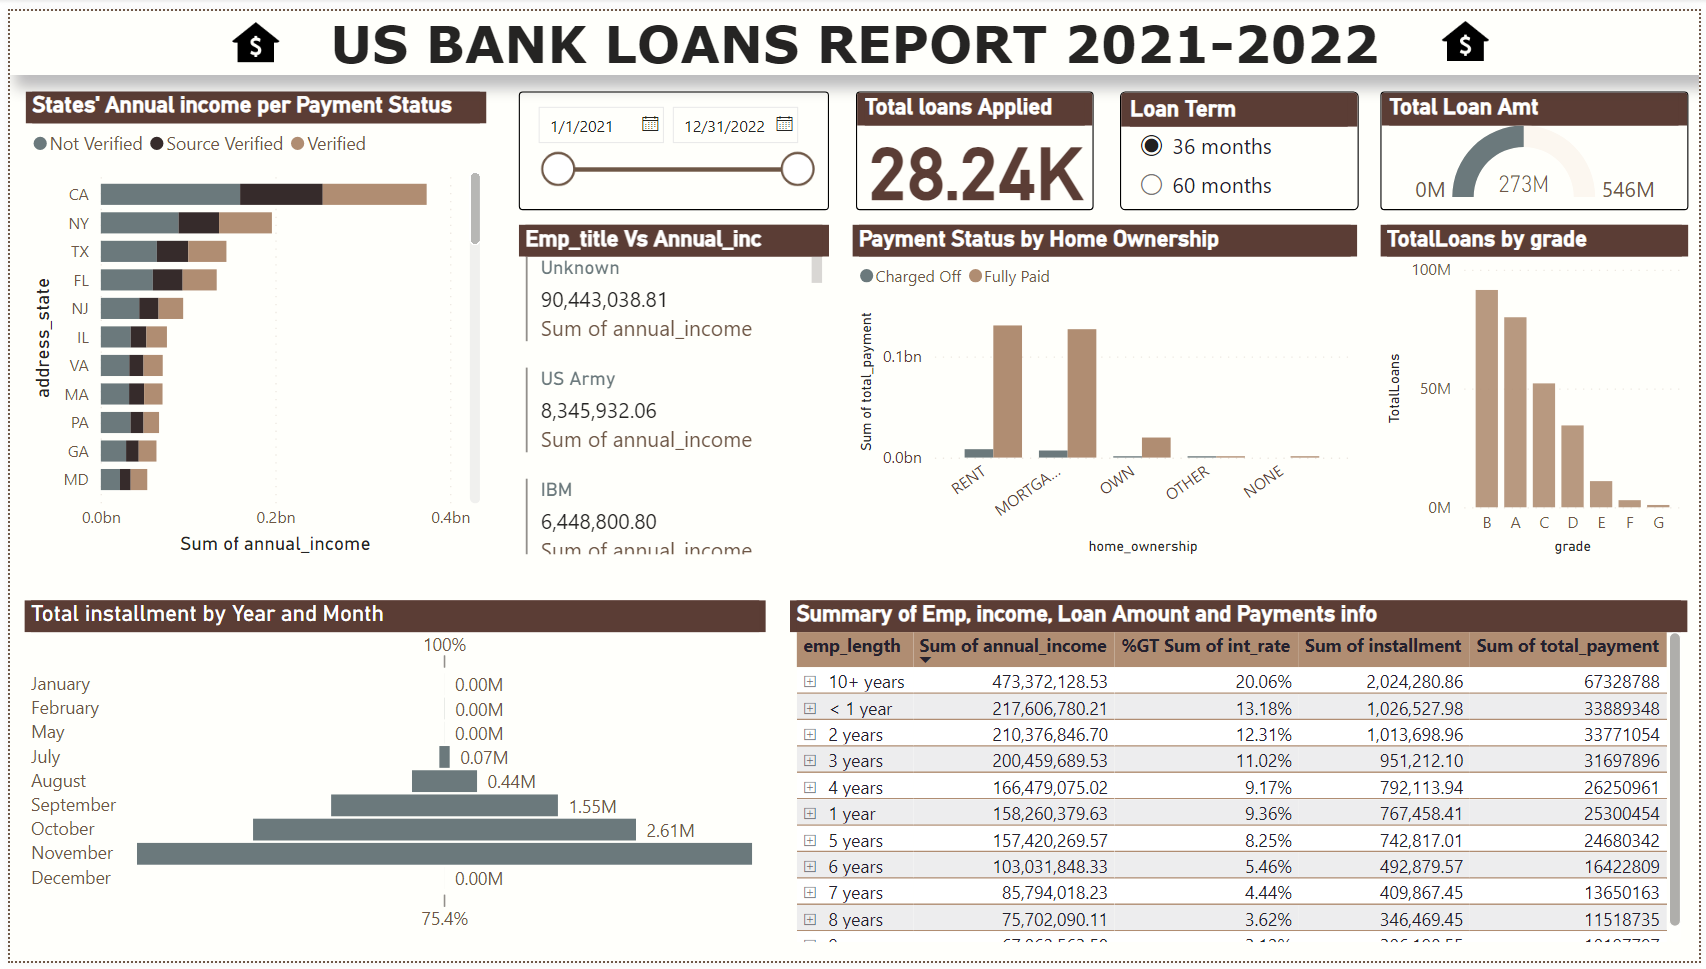 US BANK LOANS REPORT 2021-2022
States' Annual income per Payment Status
Not Verified Source Verified Verified
address_state
CA
NY
TX
FL
NJ
IL
VA
MA
PA
GA
MD
0.0bn 0.2bn 0.4bn
Sum of annual_income
1/1/2021 12/31/2022
Total loans Applied
28.24K
Loan Term
36 months
60 months
Total Loan Amt
0M 273M 546M
Emp_title Vs Annual_inc
Unknown
90,443,038.81
Sum of annual_income
US Army
8,345,932.06
Sum of annual_income
IBM
6,448,800.80
Sum of annual_income
Payment Status by Home Ownership
Charged Off Fully Paid
Sum of total_payment
0.1bn
0.0bn
RENT MORTGA... OWN OTHER NONE
home_ownership
TotalLoans by grade
TotalLoans
100M
50M
0M
B A C D E F G
grade
Total installment by Year and Month
100%
January 0.00M
February 0.00M
May 0.00M
July 0.07M
August 0.44M
September 1.55M
October 2.61M
November
December 0.00M
75.4%
Summary of Emp, income, Loan Amount and Payments info
emp_length Sum of annual_income %GT Sum of int_rate Sum of installment Sum of total_payment
10+ years 473,372,128.53 20.06% 2,024,280.86 67328788
< 1 year 217,606,780.21 13.18% 1,026,527.98 33889348
2 years 210,376,846.70 12.31% 1,013,698.96 33771054
3 years 200,459,689.53 11.02% 951,212.10 31697896
4 years 166,479,075.02 9.17% 792,113.94 26250961
1 year 158,260,379.63 9.36% 767,458.41 25300454
5 years 157,420,269.57 8.25% 742,817.01 24680342
6 years 103,031,848.33 5.46% 492,879.57 16422809
7 years 85,794,018.23 4.44% 409,867.45 13650163
8 years 75,702,090.11 3.62% 346,469.45 11518735